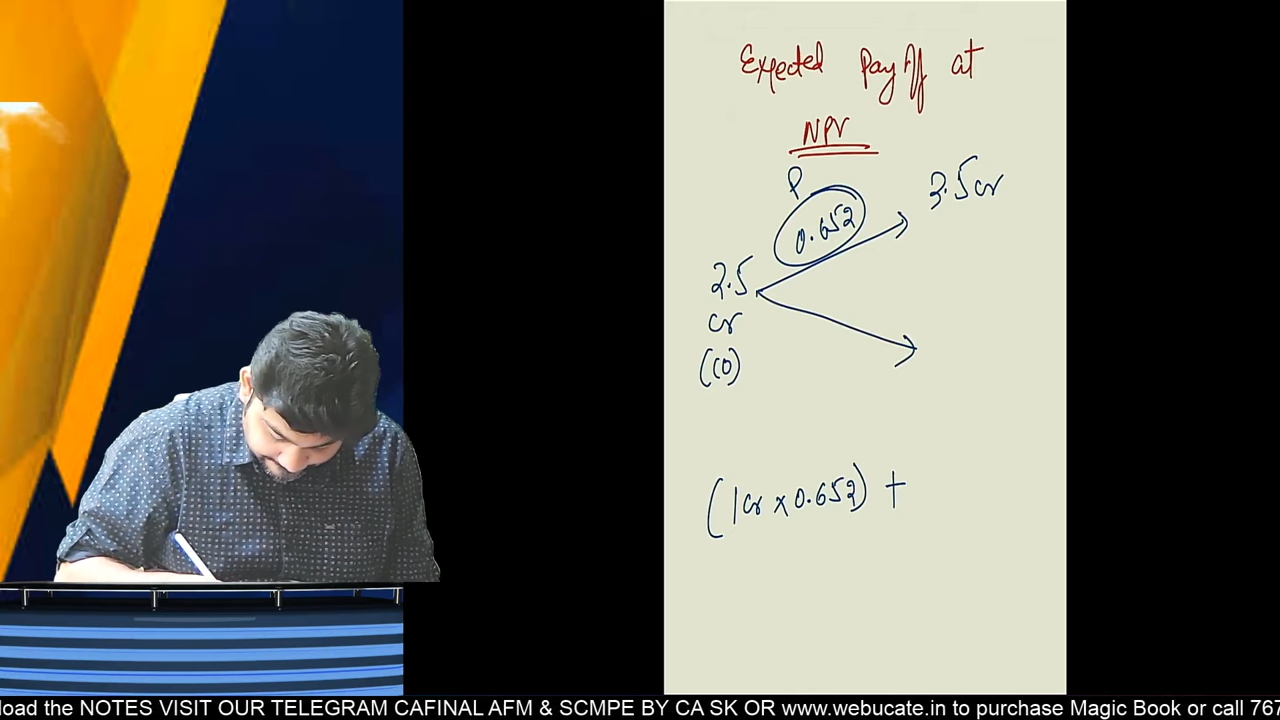 Expected Pay off at
NPV
P
0.652
3.5cr
2.5
cr
(CO)
(1Cr x 0.652) +
load the NOTES VISIT OUR TELEGRAM CAFINAL AFM & SCMPE BY CA SK OR www.webucate.in to purchase Magic Book or call 767